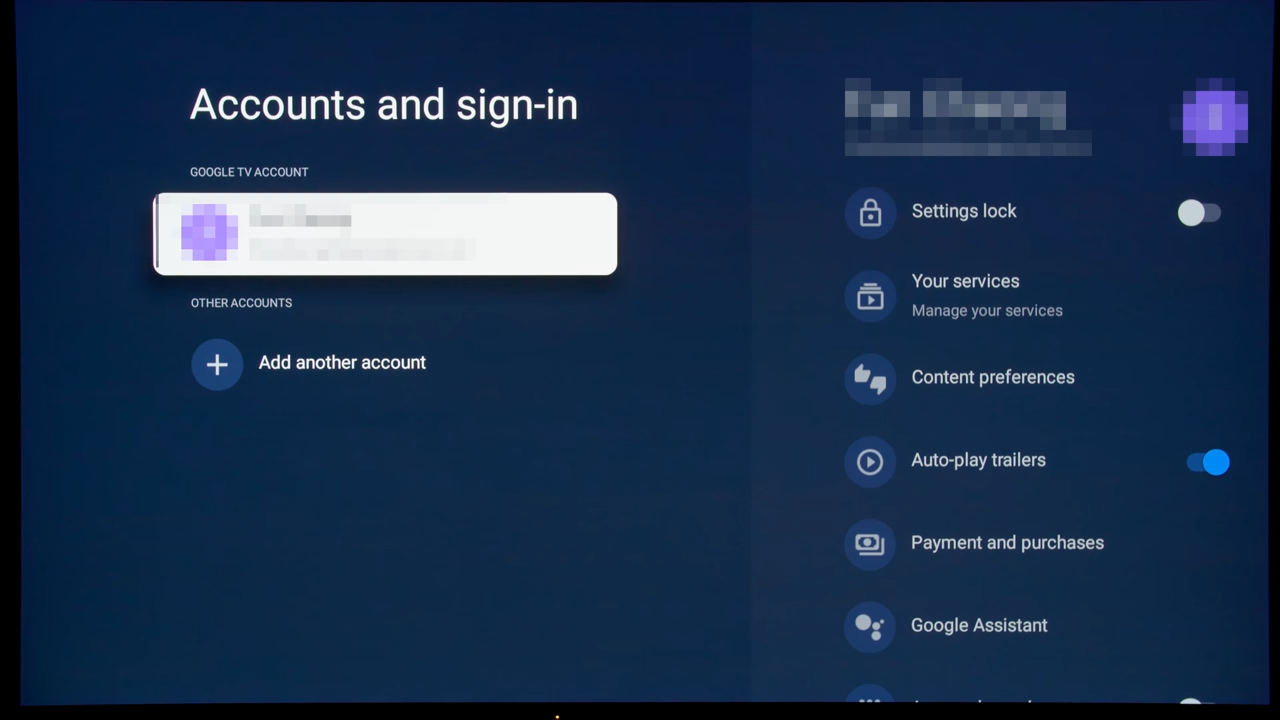 Accounts and sign-in
GOOGLE TV ACCOUNT
OTHER ACCOUNTS
Add another account
Settings lock
Your services
Manage your services
Content preferences
Auto-play trailers
Payment and purchases
Google Assistant